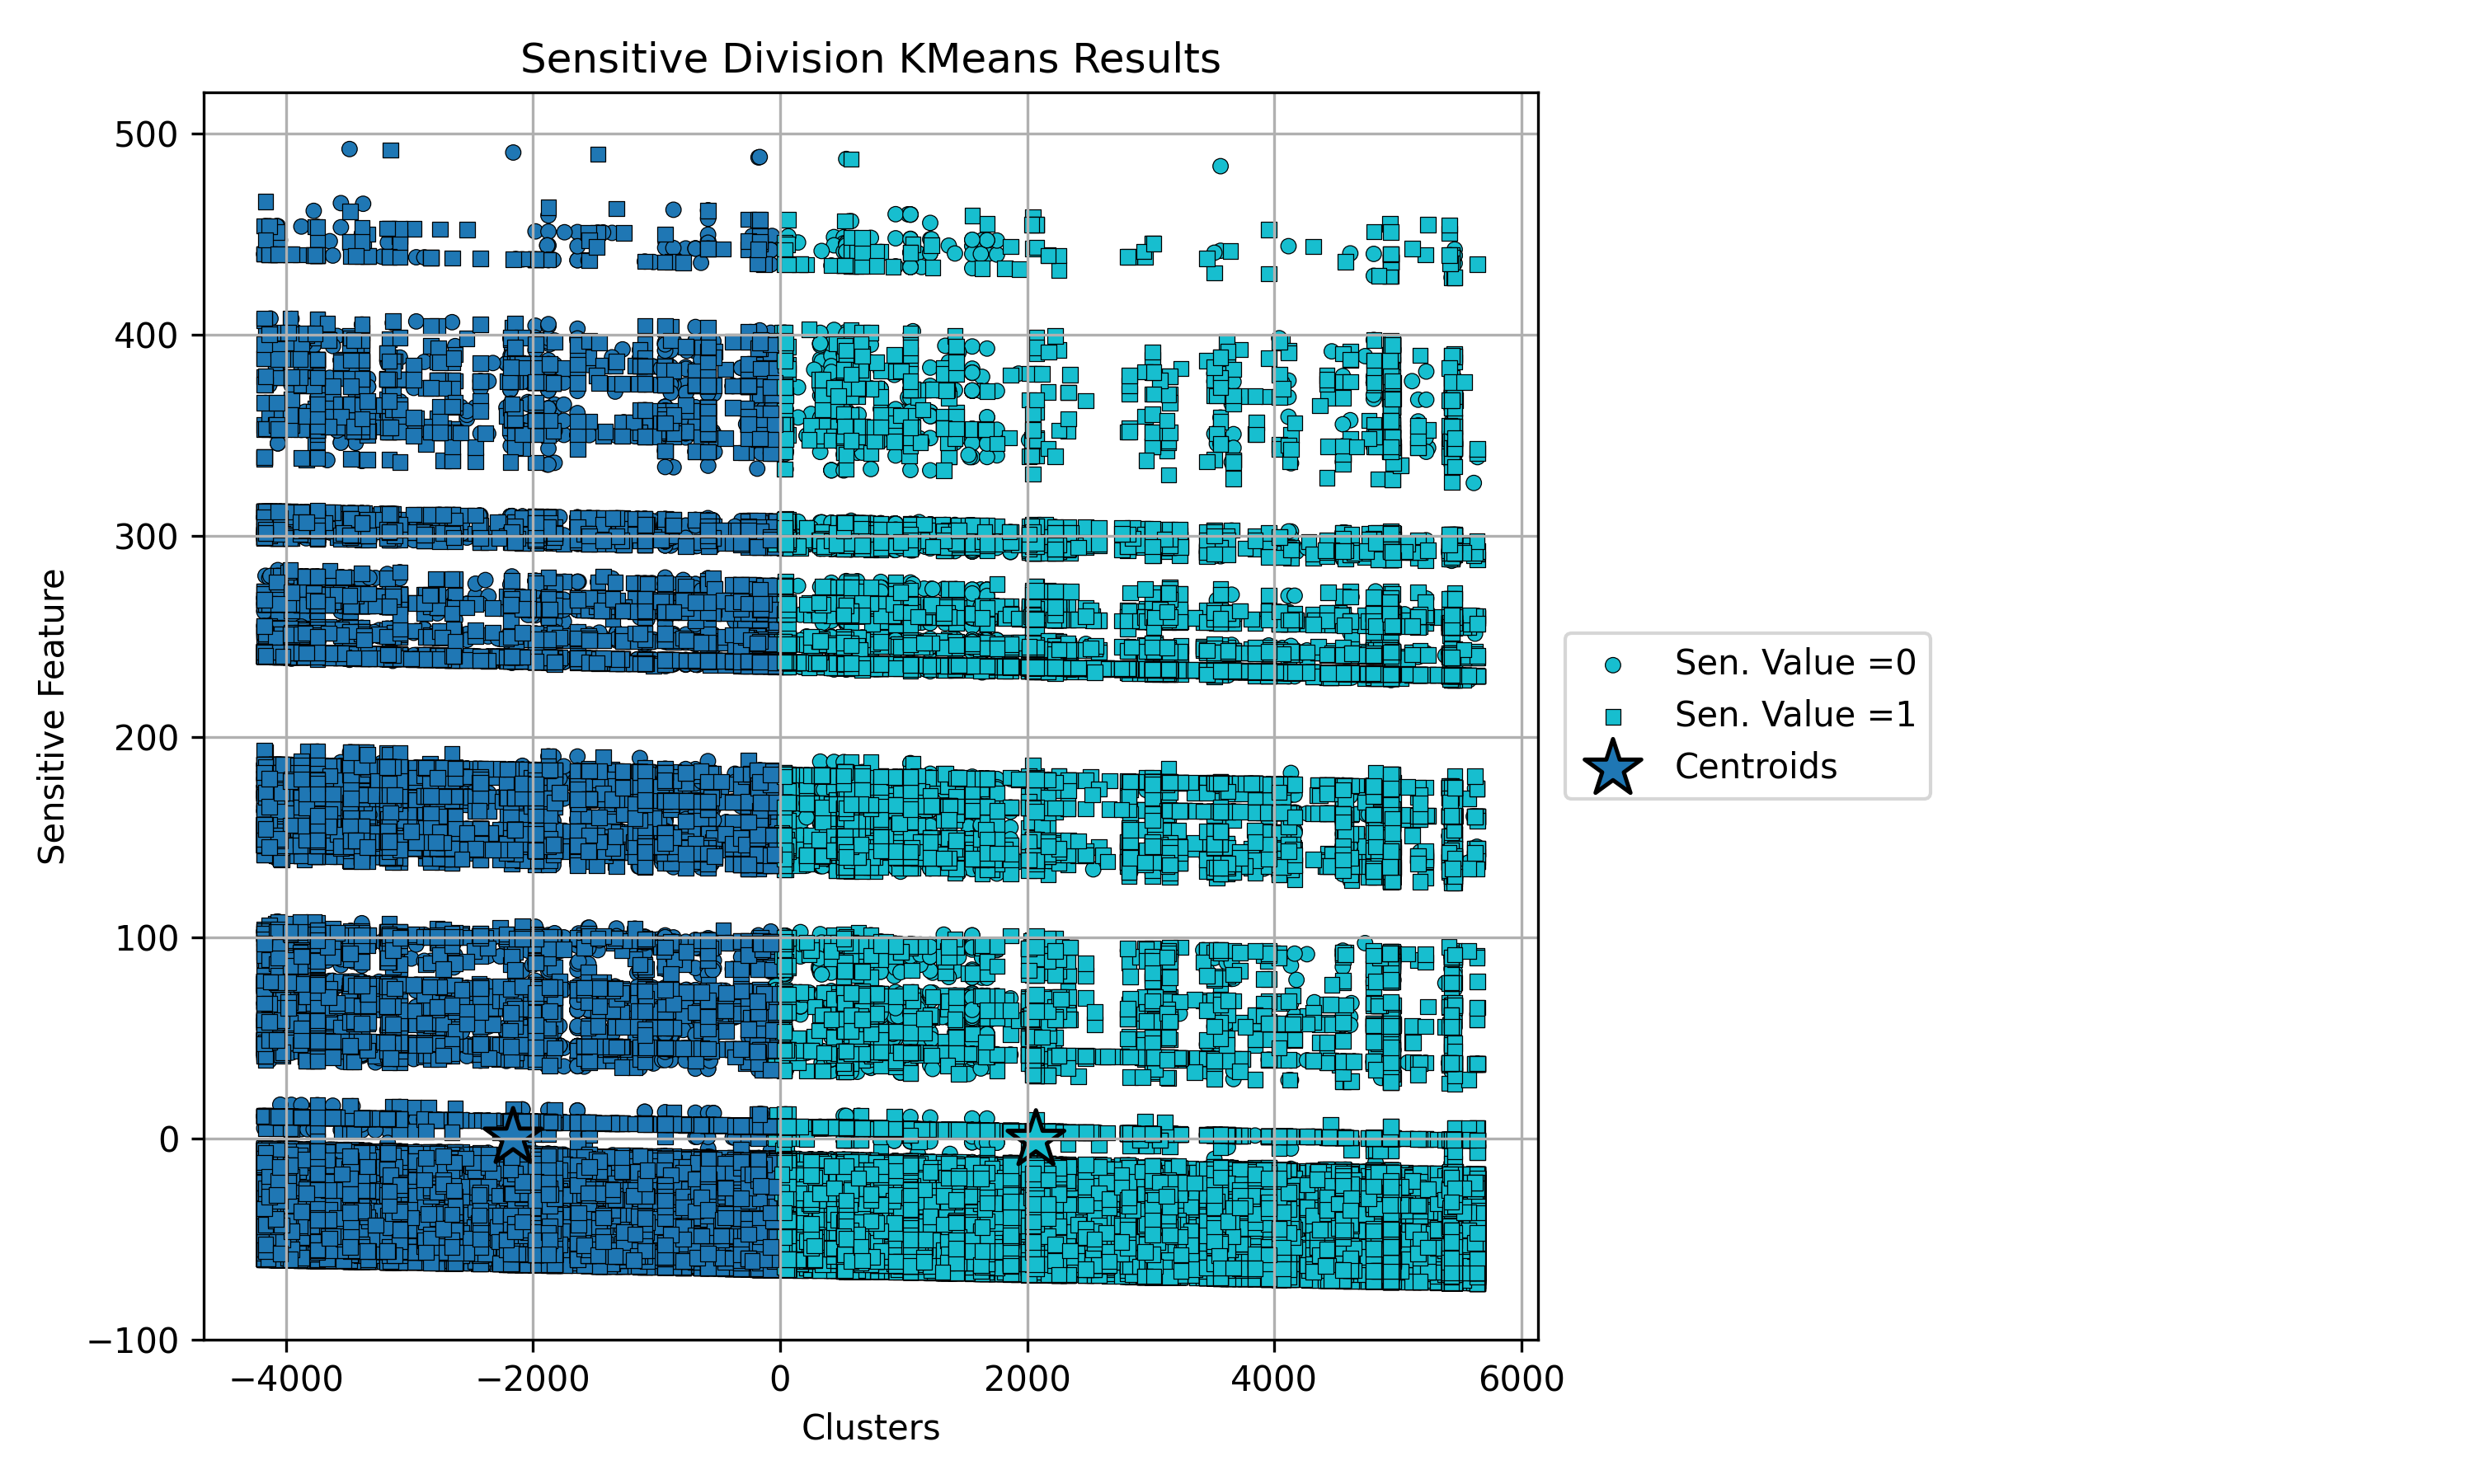 Sensitive Division KMeans Results
500
400
300
200
100
0
−100
Sensitive Feature
−4000 −2000 0 2000 4000 6000
Clusters
Sen. Value =0
Sen. Value =1
Centroids